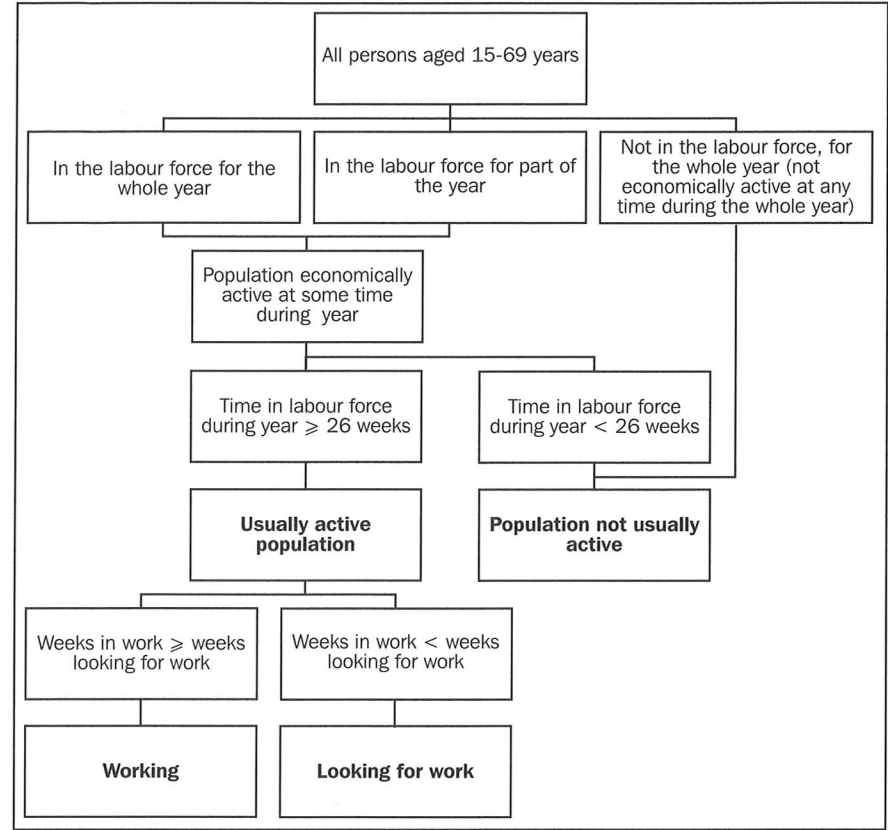 All persons aged 15-69 years
In the labour force for the
whole year
In the labour force for part of
the year
Not in the labour force, for
the whole year (not
economically active at any
time during the whole year)
Population economically
active at some time
during year
Time in labour force
during year ⩾ 26 weeks
Time in labour force
during year < 26 weeks
Usually active
population
Population not usually
active
Weeks in work ⩾ weeks
looking for work
Weeks in work < weeks
looking for work
Working
Looking for work